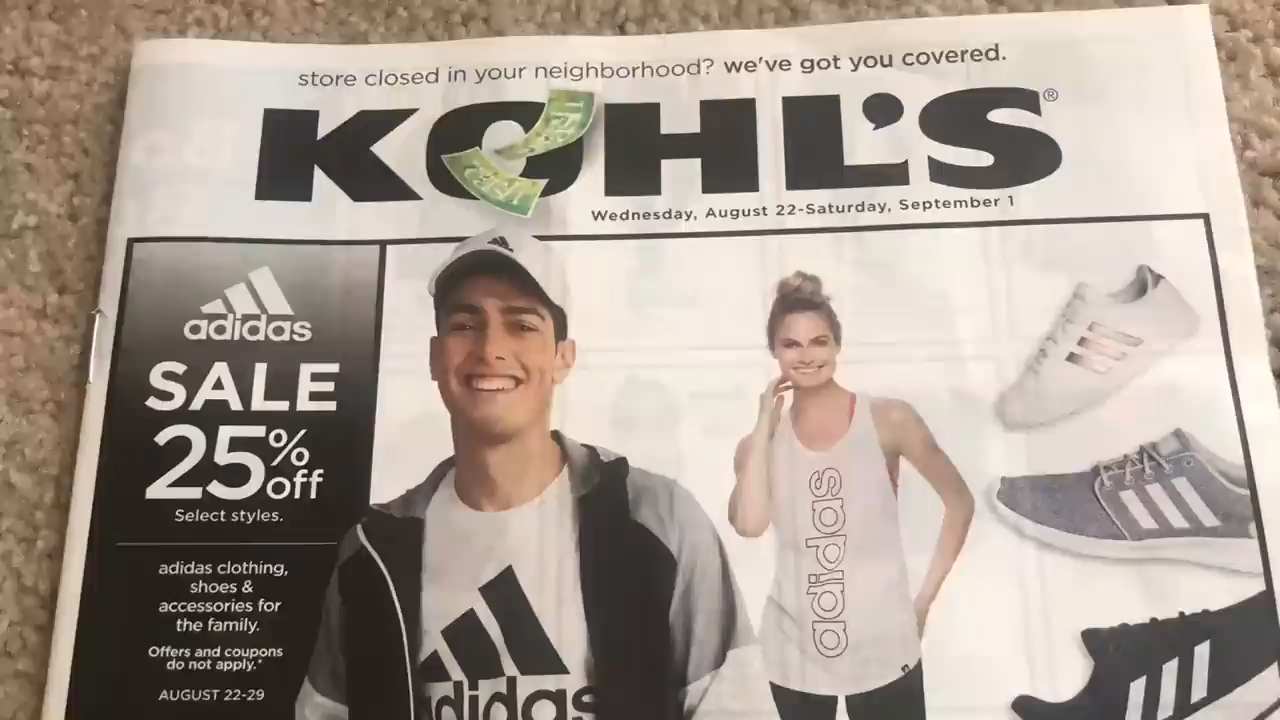 store closed in your neighborhood? we've got you covered.
KOHL'S®
Wednesday, August 22-Saturday, September 1
adidas
SALE
25% off
Select styles.
adidas clothing,
shoes &
accessories for
the family.
Offers and coupons
do not apply.*
AUGUST 22-29
adidas
adidas